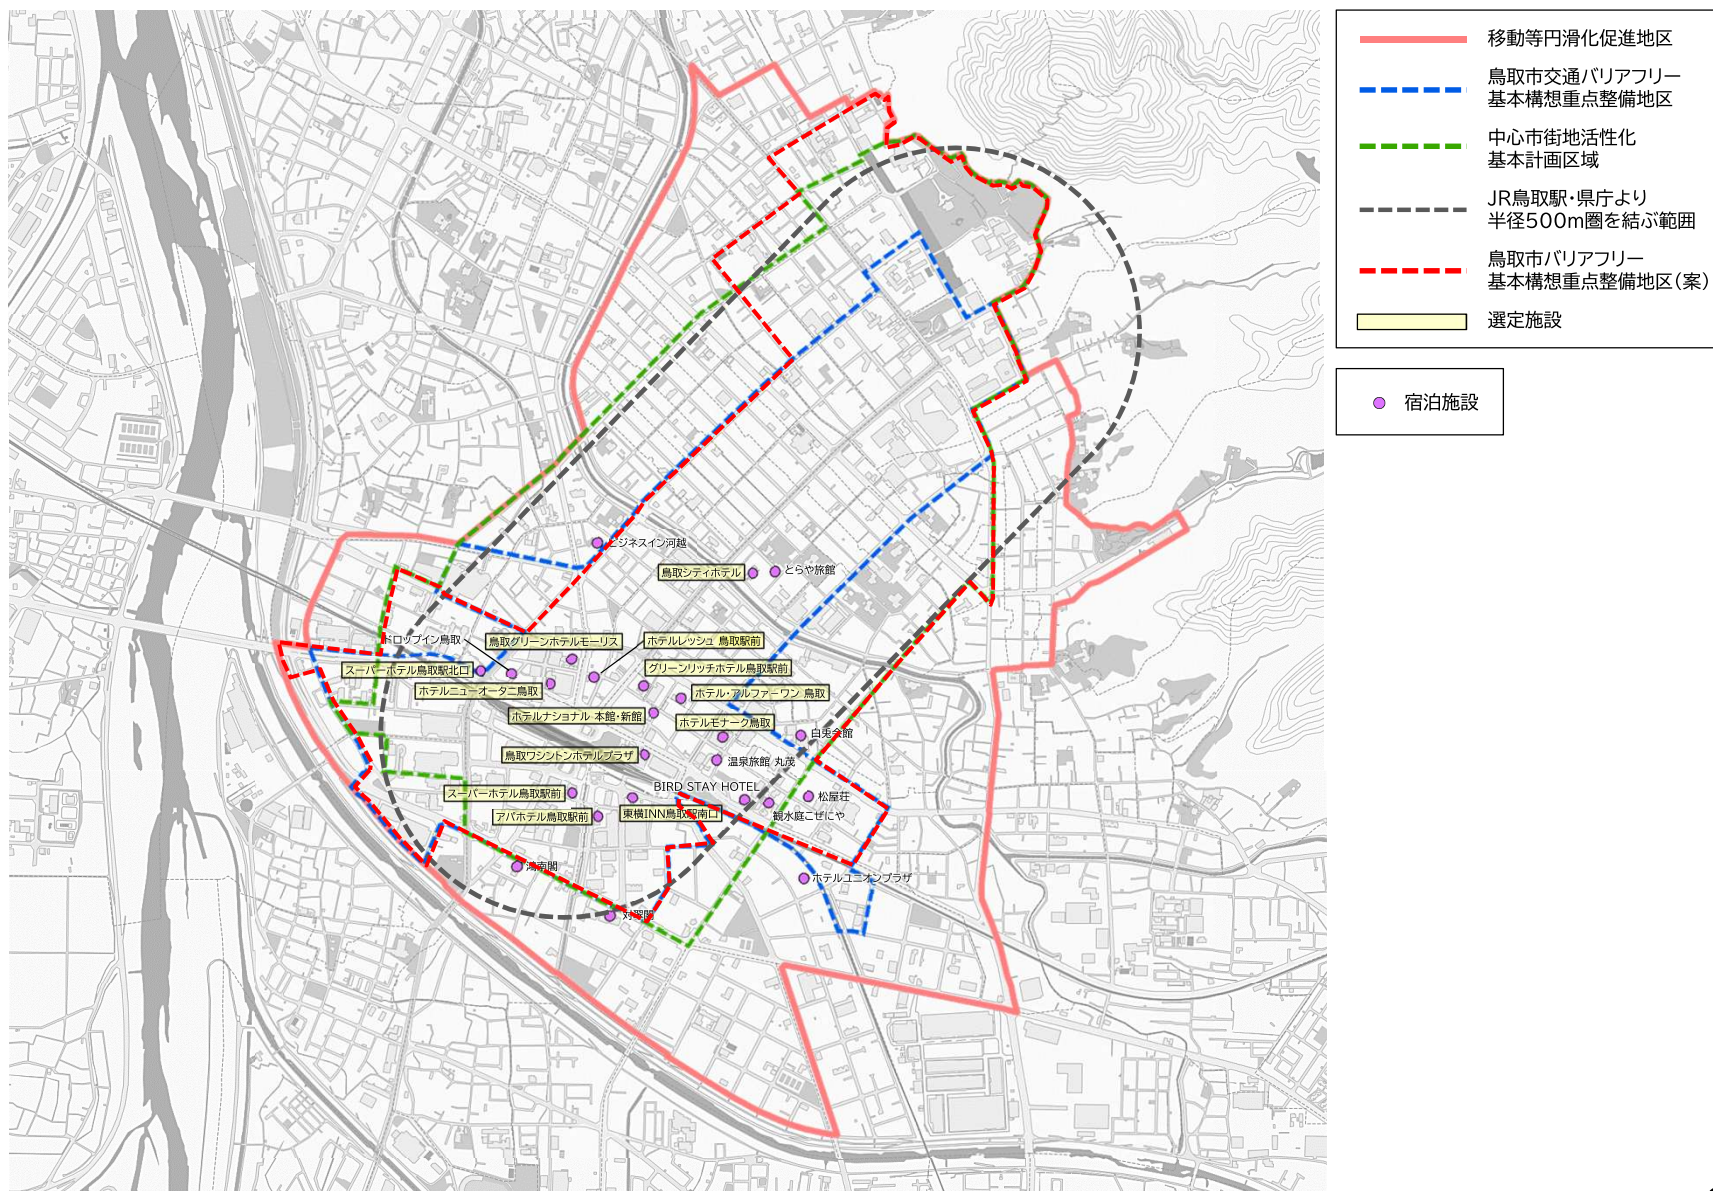 移動等円滑化促進地区
鳥取市交通バリアフリー
基本構想重点整備地区
中心市街地活性化
基本計画区域
JR鳥取駅・県庁より
半径500m圏を結ぶ範囲
鳥取市バリアフリー
基本構想重点整備地区(案)
選定施設
宿泊施設
ビジネスイン河越
鳥取シティホテル
とらや旅館
ドロップイン鳥取
鳥取グリーンホテルモーリス
ホテルレッシュ 鳥取駅前
スーパーホテル鳥取駅北口
グリーンリッチホテル鳥取駅前
ホテルニューオータニ鳥取
ホテル・アルファーワン 鳥取
ホテルナショナル 本館・新館
ホテルモナーク鳥取
白兎会館
鳥取ワシントンホテルプラザ
温泉旅館 丸茂
BIRD STAY HOTEL
スーパーホテル鳥取駅前
松屋荘
アパホテル鳥取駅前
東横INN鳥取駅南口
観水庭こぜにや
鴻南閣
ホテルユニオンプラザ
対翠閣